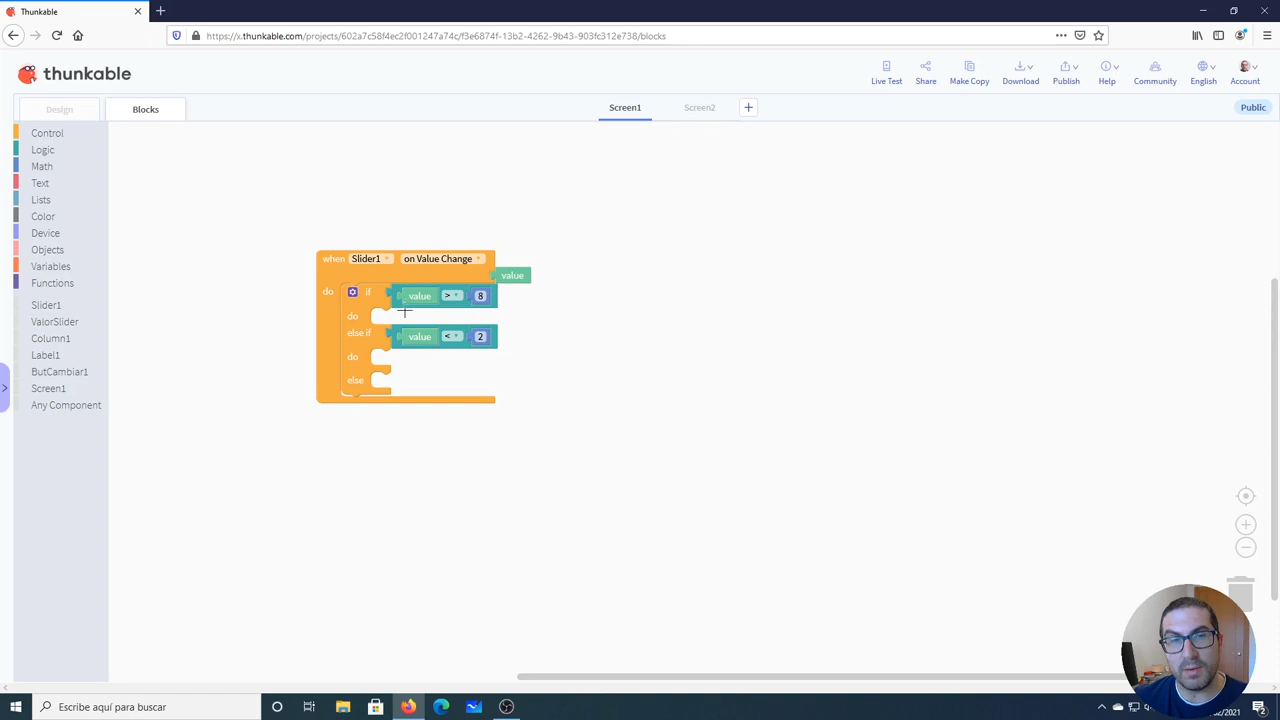 Thunkable
https://x.thunkable.com/projects/602a7c58f4ec2f001247a74c/f3e6874f-13b2-4262-9b43-903fc312e738/blocks
thunkable
Live Test
Share
Make Copy
Download
Publish
Help
Community
English
Account
Design
Blocks
Screen1
Screen2
Public
Control
Logic
Math
Text
Lists
Color
Device
Objects
Variables
Functions
Slider1
ValorSlider
Column1
Label1
ButCambiar1
Screen1
Any Component
when Slider1 on Value Change
value
do if value > 8
do
else if value < 2
do
else
Escribe aquí para buscar